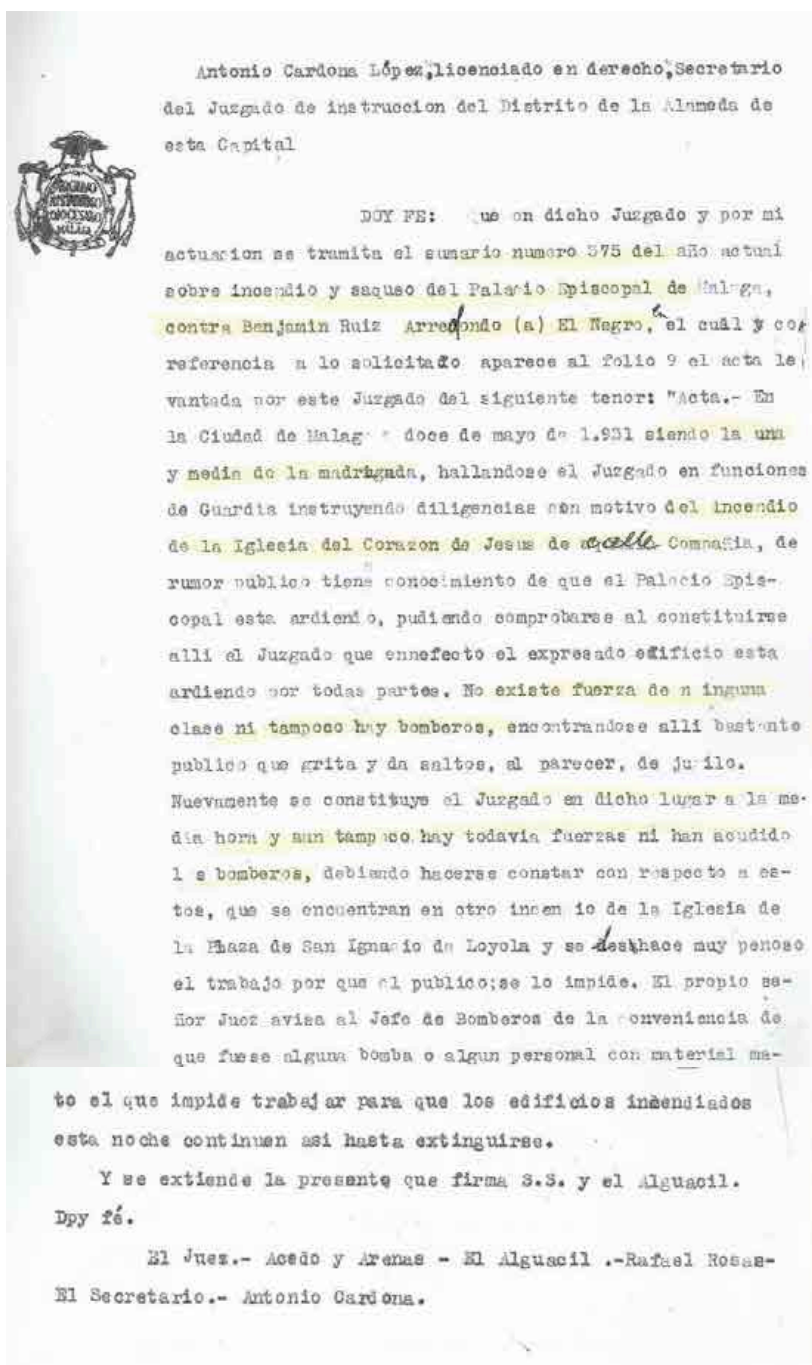 Antonio Cardona López, licenciado en derecho, Secretario
del Juzgado de instruccion del Distrito de la Alameda de
esta Capital
ARCHIVO
HISTORICO
DIOCESANO
MALAGA
DOY FE: Que en dicho Juzgado y por mi
actuacion se tramita el sumario numero 375 del año actual
sobre incendio y saqueo del Palacio Episcopal de Malaga,
contra Benjamin Ruiz Arredondo (a) El Negro, en el cuál y con
referencia a lo solicitado aparece al folio 9 el acta le
vantada por este Juzgado del siguiente tenor: "Acta.- En
la Ciudad de Malaga a doce de mayo de 1.931 siendo la una
y media de la madrugada, hallandose el Juzgado en funciones
de Guardia instruyendo diligencias con motivo del incendio
de la Iglesia del Corazon de Jesus de calle Compañia, de
rumor publico tiene conocimiento de que el Palacio Epis-
copal esta ardiendo, pudiendo comprobarse al constituirse
alli el Juzgado que ennefecto el expresado edificio esta
ardiendo por todas partes. No existe fuerza de n inguna
clase ni tampoco hay bomberos, encontrandose alli bastante
publico que grita y da saltos, al parecer, de jubilo.
Nuevamente se constituye el Juzgado en dicho lugar a la me-
dia hora y aun tampoco hay todavia fuerzas ni han acudido
los bomberos, debiendo hacerse constar con respecto a es-
tos, que se encuentran en otro incendio de la Iglesia de
la Plaza de San Ignacio de Loyola y se hace muy penoso
el trabajo por que el publico;se lo impide. El propio se-
ñor Juez avisa al Jefe de Bomberos de la conveniencia de
que fuese alguna bomba o algun personal con material ma-
to el que impide trabajar para que los edificios incendiados
esta noche continuen asi hasta extinguirse.
Y se extiende la presente que firma S.S. y el Alguacil.
Dpy fé.
El Juez.- Acedo y Arenas - El Alguacil .-Rafael Rosas-
El Secretario.- Antonio Cardona.